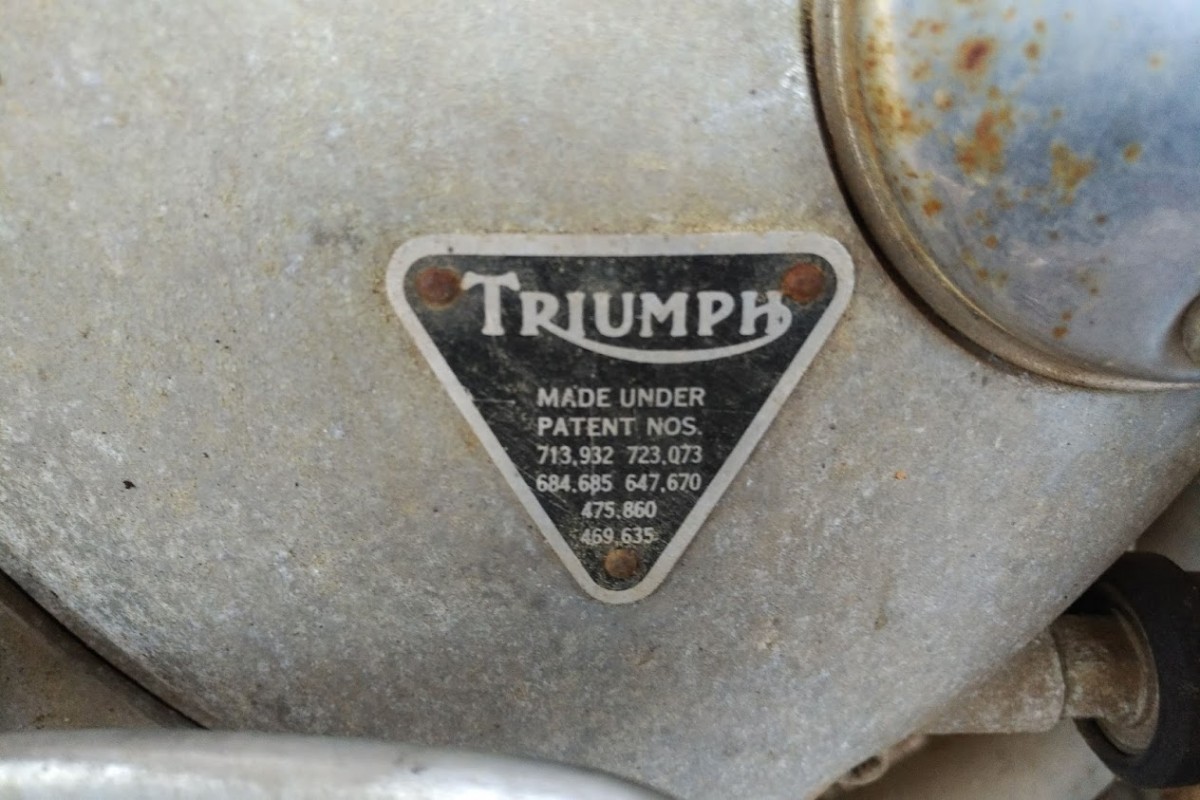 TRIUMPH
MADE UNDER
PATENT NOS.
713,932 723,073
684,685 647,670
475,860
469,635